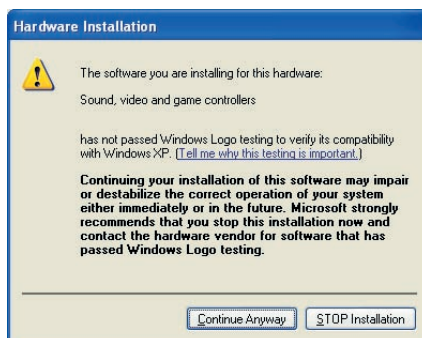 Hardware Installation
The software you are installing for this hardware:
Sound, video and game controllers
has not passed Windows Logo testing to verify its compatibility
with Windows XP. (Tell me why this testing is important.)
Continuing your installation of this software may impair
or destabilize the correct operation of your system
either immediately or in the future. Microsoft strongly
recommends that you stop this installation now and
contact the hardware vendor for software that has
passed Windows Logo testing.
Continue Anyway
STOP Installation